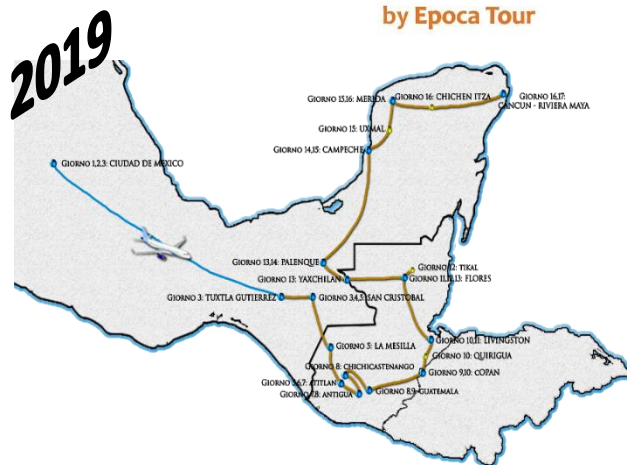 by Epoca Tour
2019
Giorno 15,16: MERIDA
Giorno 16: CHICHEN ITZA
Giorno 16,17:
CANCUN - RIVIERA MAYA
Giorno 15: UXMAL
Giorno 14,15: CAMPECHE
Giorno 1,2,3: CIUDAD DE MEXICO
Giorno 13,14: PALENQUE
Giorno 12: TIKAL
Giorno 13: YAXCHILAN
Giorno 11,12,13: FLORES
Giorno 3: TUXTLA GUTIERREZ
Giorno 3,4,5: SAN CRISTOBAL
Giorno 10,11: LIVINGSTON
Giorno 5: LA MESILLA
Giorno 10: QUIRIGUA
Giorno 8: CHICHICASTENANGO
Giorno 9,10: COPAN
Giorno 5,6,7: ATITLAN
Giorno 7,8: ANTIGUA
Giorno 8,9: GUATEMALA